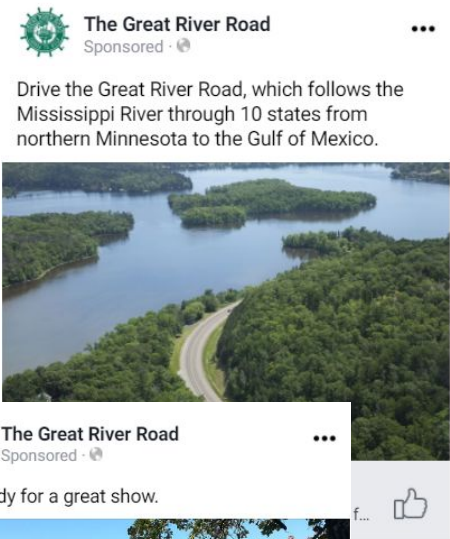 The Great River Road
Sponsored ·
Drive the Great River Road, which follows the
Mississippi River through 10 states from
northern Minnesota to the Gulf of Mexico.
The Great River Road
Sponsored ·
dy for a great show.
f...